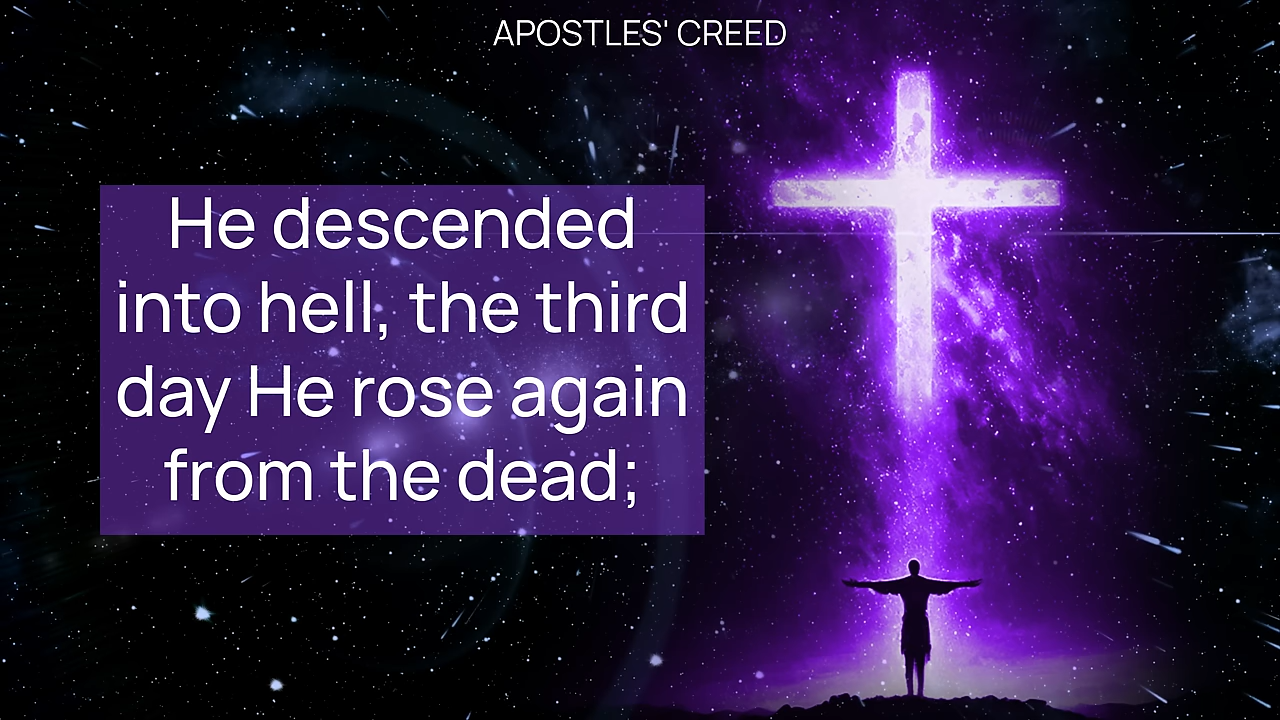 APOSTLES' CREED
He descended
into hell, the third
day He rose again
from the dead;